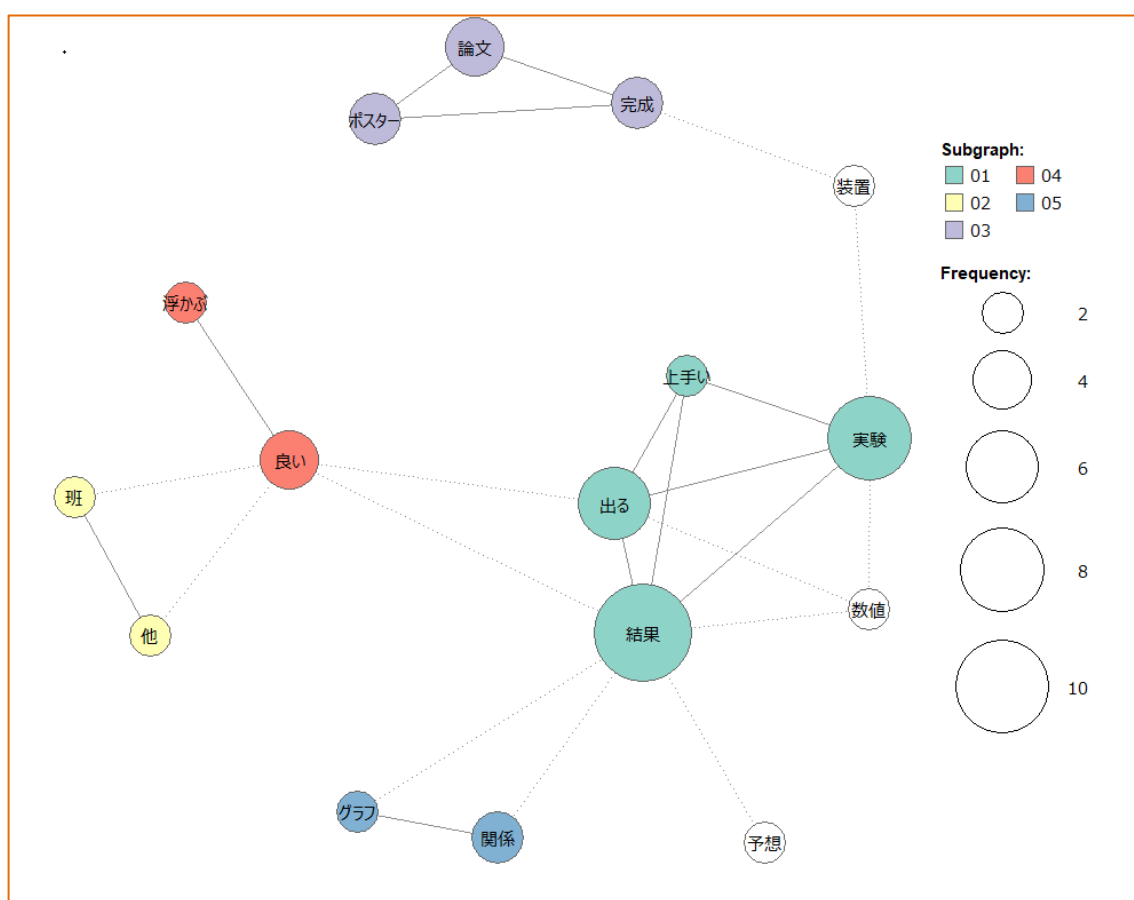 論文
完成
ポスター
装置
Subgraph:
01 04
02 05
03
Frequency:
2
4
6
8
10
浮かぶ
上手い
実験
良い
班
出る
他
結果
数値
グラフ
関係
予想